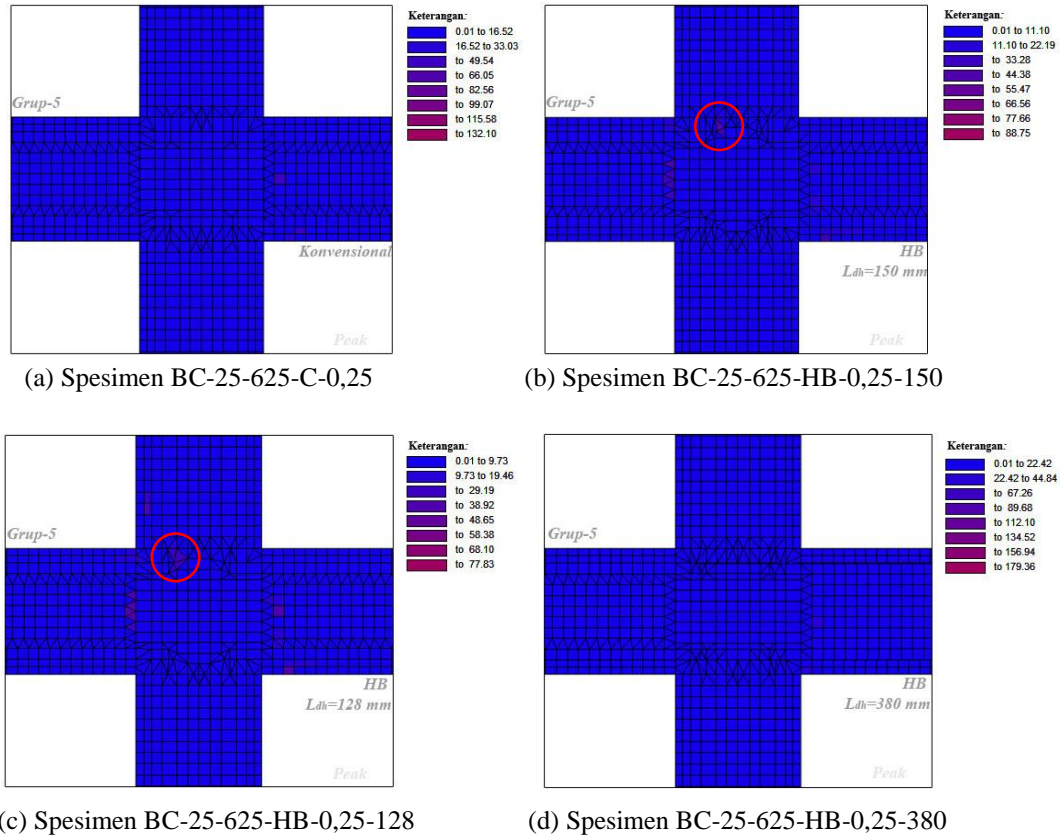 Keterangan:
0.01 to 16.52
16.52 to 33.03
to 49.54
to 66.05
to 82.56
to 99.07
to 115.58
to 132.10
Grup-5
Konvensional
Peak
(a) Spesimen BC-25-625-C-0,25
Keterangan:
0.01 to 11.10
11.10 to 22.19
to 33.28
to 44.38
to 55.47
to 66.56
to 77.66
to 88.75
Grup-5
HB
Ldh=150 mm
Peak
(b) Spesimen BC-25-625-HB-0,25-150
Keterangan:
0.01 to 9.73
9.73 to 19.46
to 29.19
to 38.92
to 48.65
to 58.38
to 68.10
to 77.83
Grup-5
HB
Ldh=128 mm
Peak
(c) Spesimen BC-25-625-HB-0,25-128
Keterangan:
0.01 to 22.42
22.42 to 44.84
to 67.26
to 89.68
to 112.10
to 134.52
to 156.94
to 179.36
Grup-5
HB
Ldh=380 mm
Peak
(d) Spesimen BC-25-625-HB-0,25-380